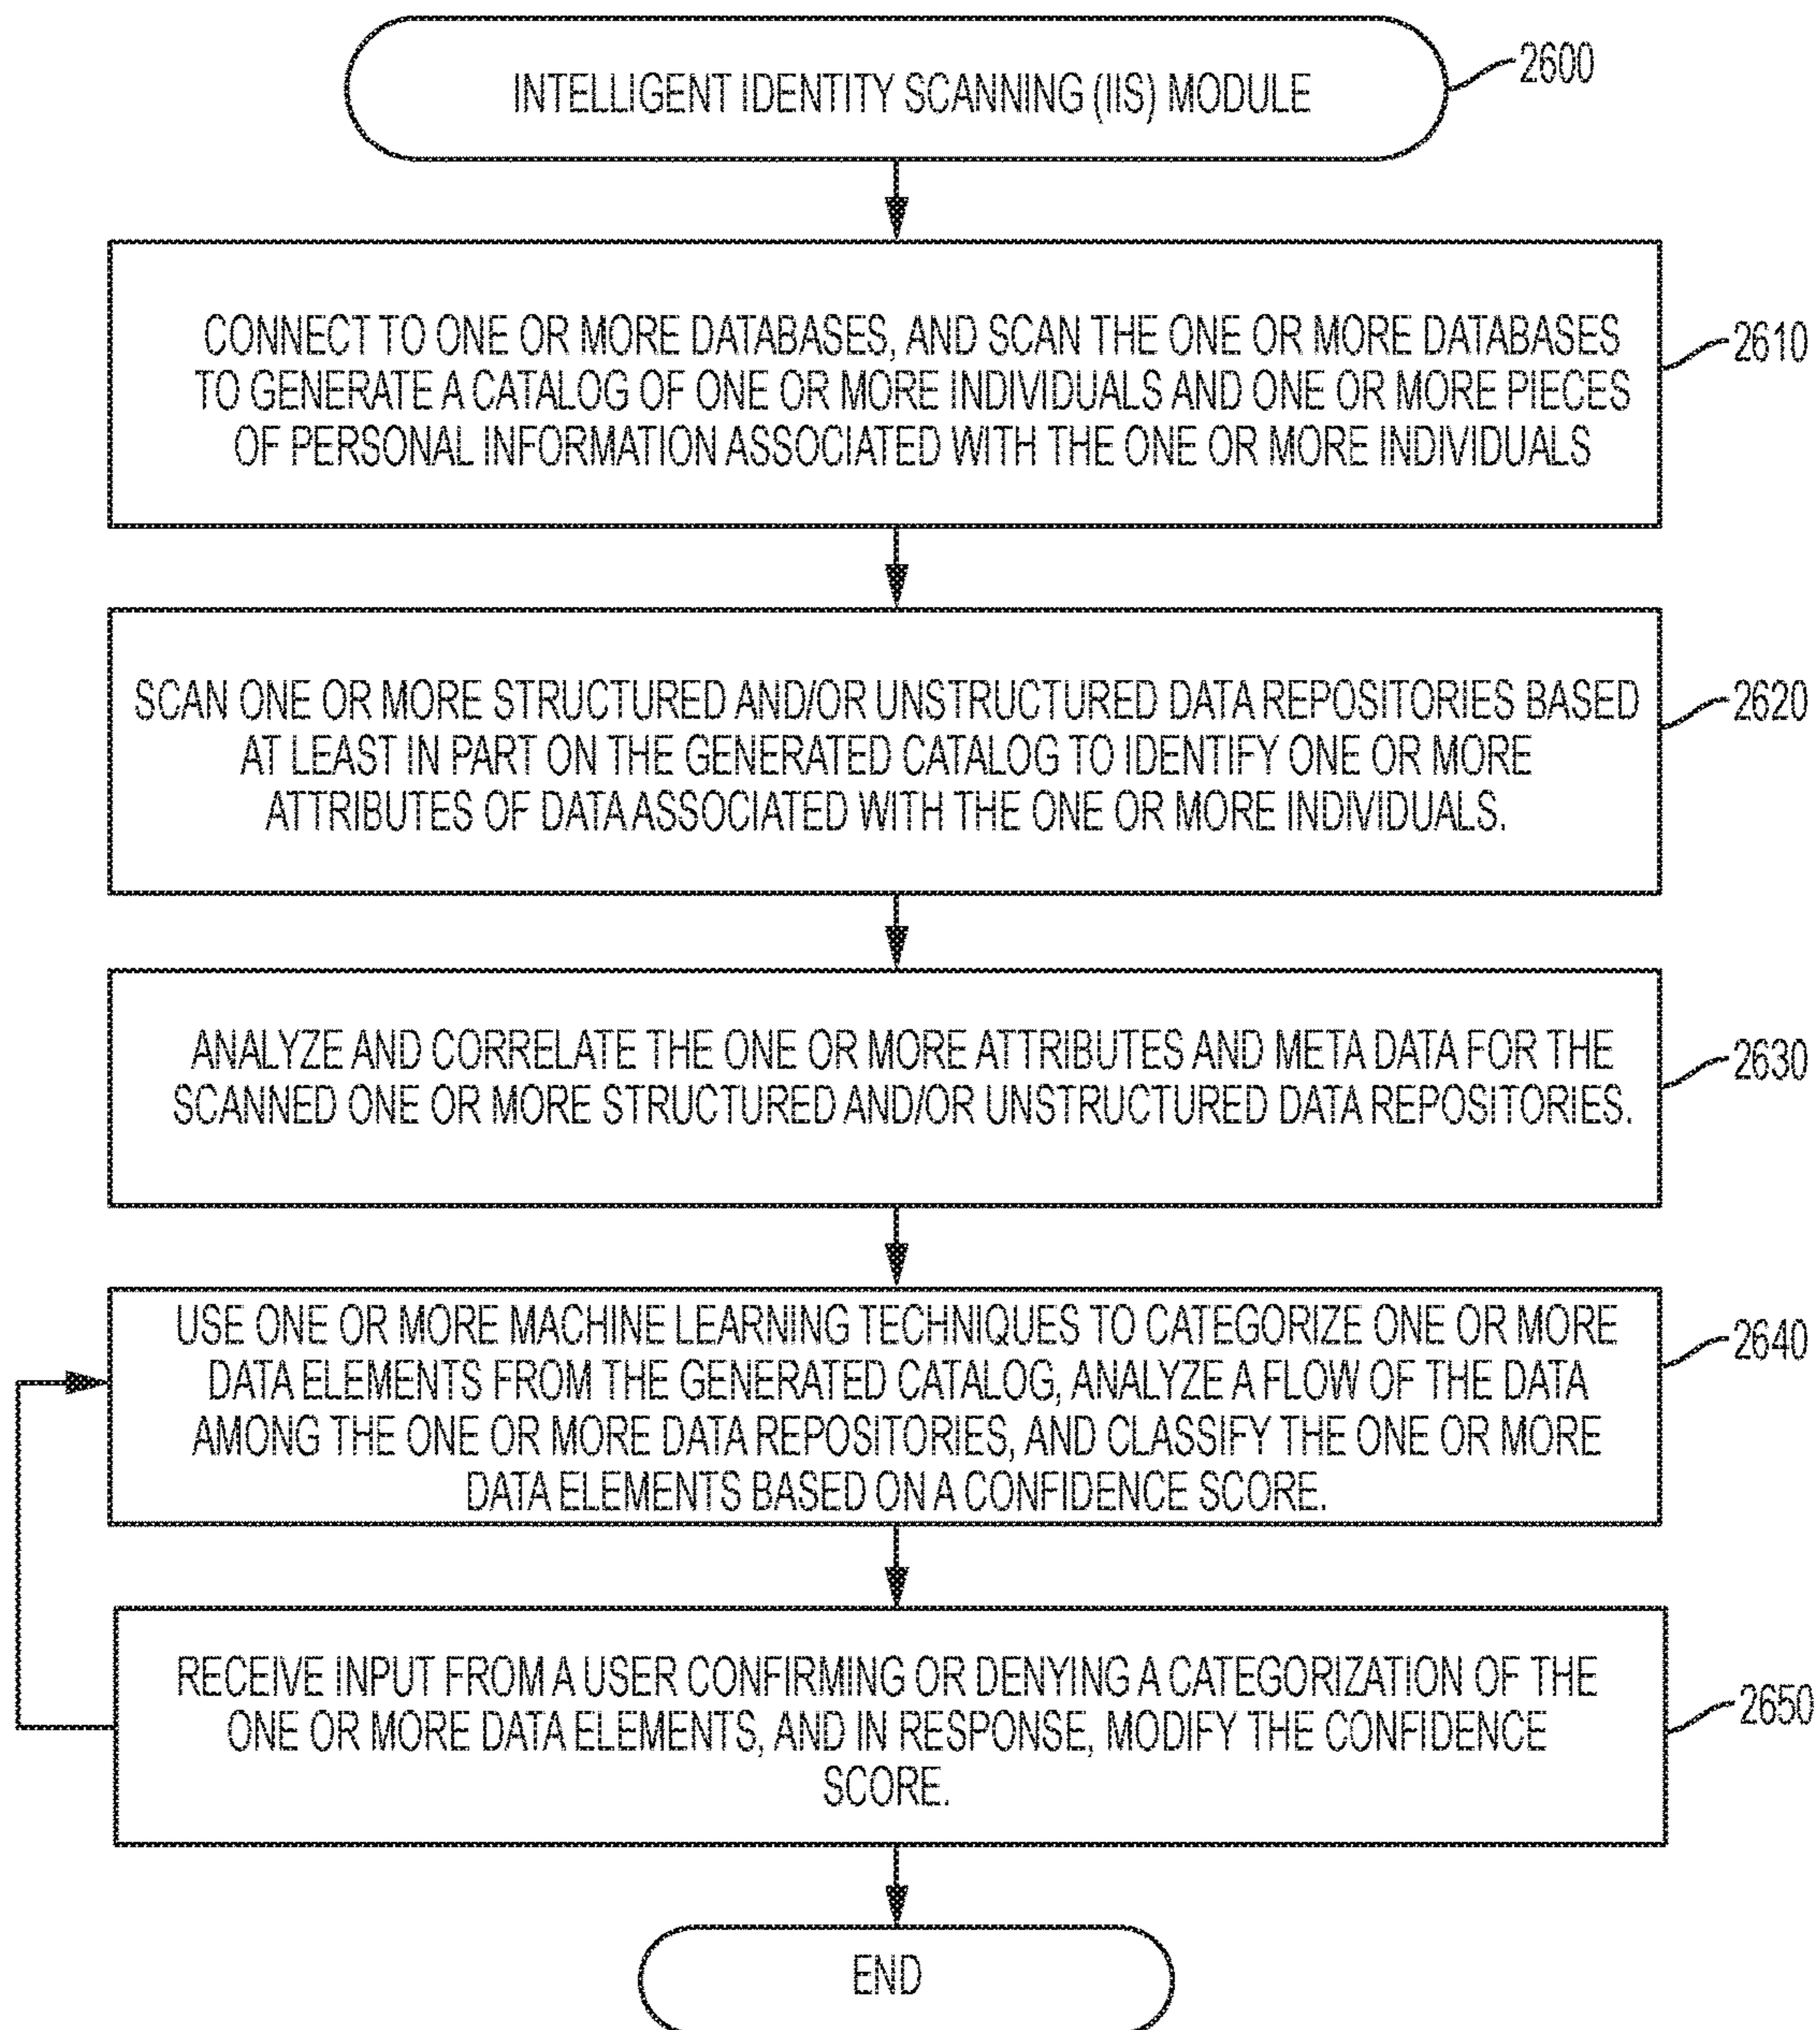 INTELLIGENT IDENTITY SCANNING (IIS) MODULE
2600
CONNECT TO ONE OR MORE DATABASES, AND SCAN THE ONE OR MORE DATABASES
TO GENERATE A CATALOG OF ONE OR MORE INDIVIDUALS AND ONE OR MORE PIECES
OF PERSONAL INFORMATION ASSOCIATED WITH THE ONE OR MORE INDIVIDUALS
2610
SCAN ONE OR MORE STRUCTURED AND/OR UNSTRUCTURED DATA REPOSITORIES BASED
AT LEAST IN PART ON THE GENERATED CATALOG TO IDENTIFY ONE OR MORE
ATTRIBUTES OF DATA ASSOCIATED WITH THE ONE OR MORE INDIVIDUALS.
2620
ANALYZE AND CORRELATE THE ONE OR MORE ATTRIBUTES AND META DATA FOR THE
SCANNED ONE OR MORE STRUCTURED AND/OR UNSTRUCTURED DATA REPOSITORIES.
2630
USE ONE OR MORE MACHINE LEARNING TECHNIQUES TO CATEGORIZE ONE OR MORE
DATA ELEMENTS FROM THE GENERATED CATALOG, ANALYZE A FLOW OF THE DATA
AMONG THE ONE OR MORE DATA REPOSITORIES, AND CLASSIFY THE ONE OR MORE
DATA ELEMENTS BASED ON A CONFIDENCE SCORE.
2640
RECEIVE INPUT FROM A USER CONFIRMING OR DENYING A CATEGORIZATION OF THE
ONE OR MORE DATA ELEMENTS, AND IN RESPONSE, MODIFY THE CONFIDENCE
SCORE.
2650
END